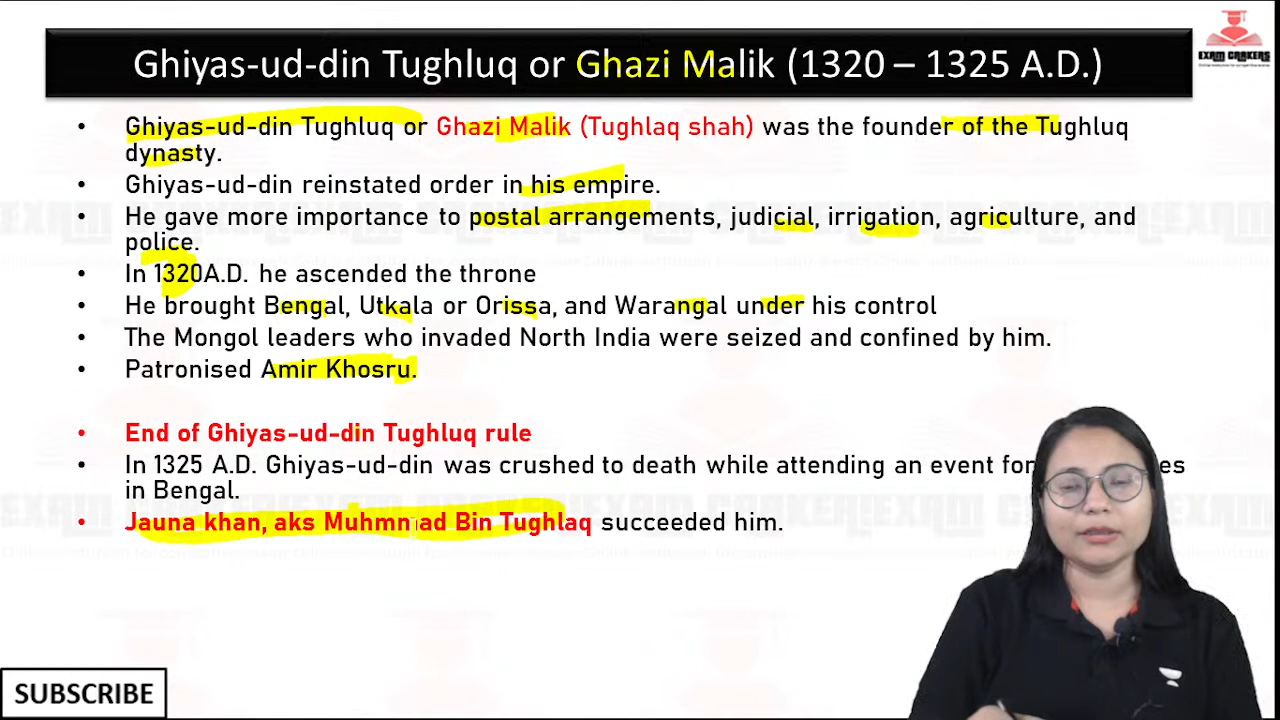 Ghiyas-ud-din Tughluq or Ghazi Malik (1320 – 1325 A.D.)
EXAM CRAKERS
• Ghiyas-ud-din Tughluq or Ghazi Malik (Tughlaq shah) was the founder of the Tughluq
dynasty.
• Ghiyas-ud-din reinstated order in his empire.
• He gave more importance to postal arrangements, judicial, irrigation, agriculture, and
police.
• In 1320A.D. he ascended the throne
• He brought Bengal, Utkala or Orissa, and Warangal under his control
• The Mongol leaders who invaded North India were seized and confined by him.
• Patronised Amir Khosru.
• End of Ghiyas-ud-din Tughluq rule
• In 1325 A.D. Ghiyas-ud-din was crushed to death while attending an event for es
in Bengal.
• Jauna khan, aks Muhmnad Bin Tughlaq succeeded him.
SUBSCRIBE